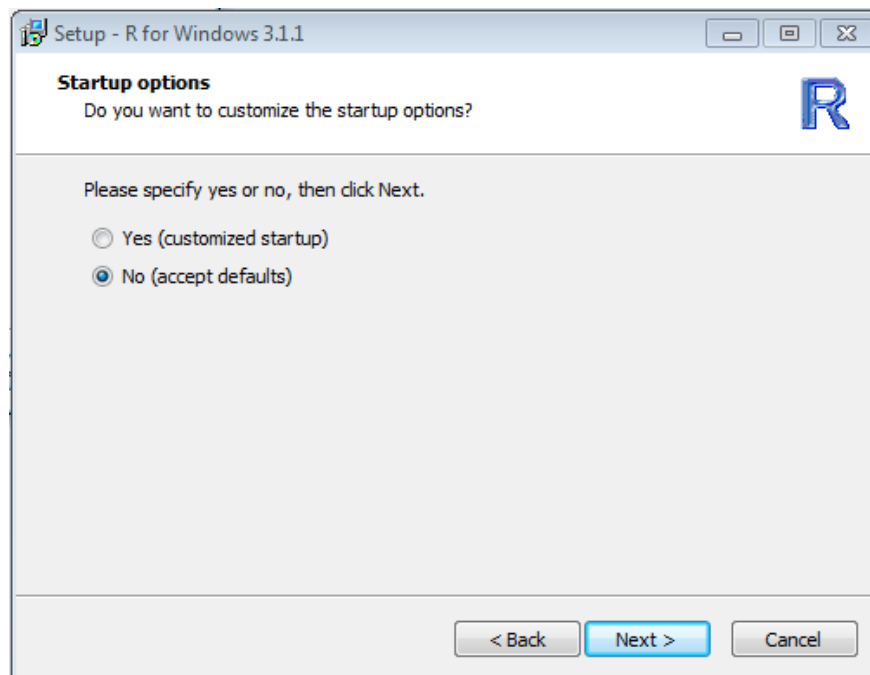 Setup - R for Windows 3.1.1
Startup options
Do you want to customize the startup options?
R
Please specify yes or no, then click Next.
Yes (customized startup)
No (accept defaults)
< Back Next > Cancel